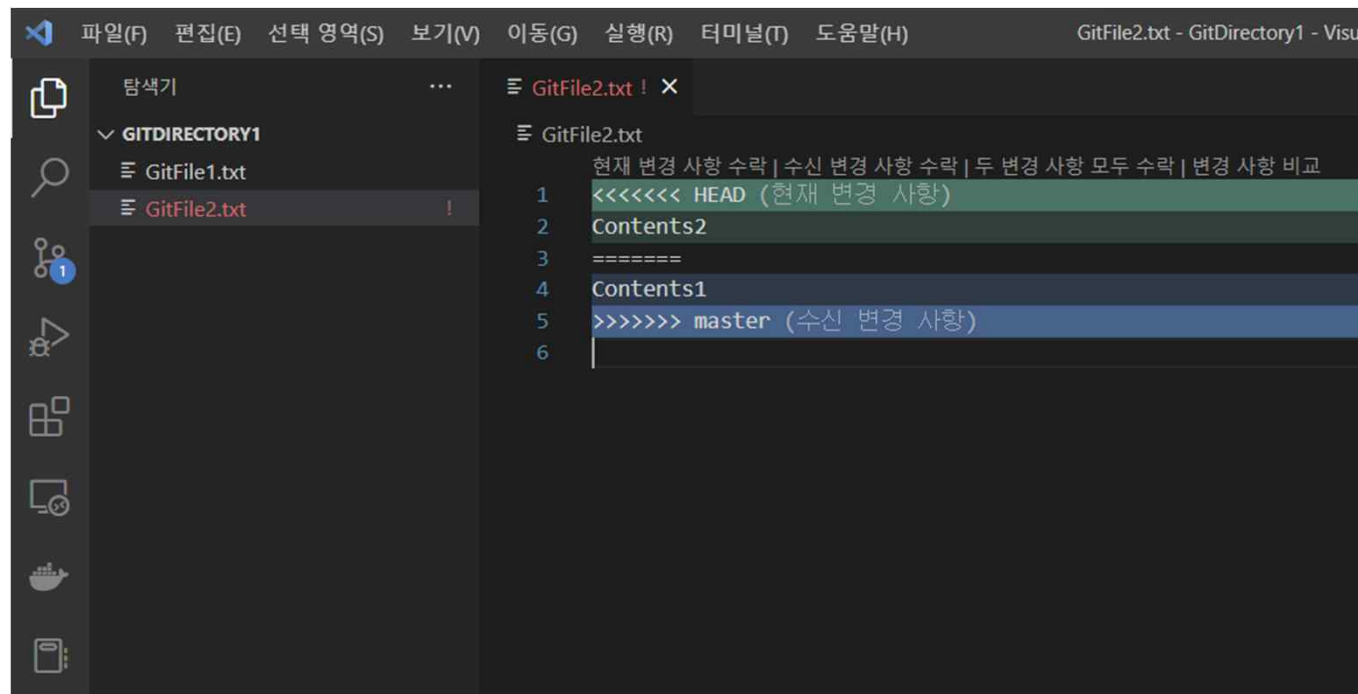 파일(F) 편집(E) 선택 영역(S) 보기(V) 이동(G) 실행(R) 터미널(T) 도움말(H) GitFile2.txt - GitDirectory1 - Visu
탐색기 ···
GITDIRECTORY1
GitFile1.txt
GitFile2.txt !
GitFile2.txt ! ×
GitFile2.txt
현재 변경 사항 수락 | 수신 변경 사항 수락 | 두 변경 사항 모두 수락 | 변경 사항 비교
1 <<<<<<< HEAD (현재 변경 사항)
2 Contents2
3 =======
4 Contents1
5 >>>>>>> master (수신 변경 사항)
6
1